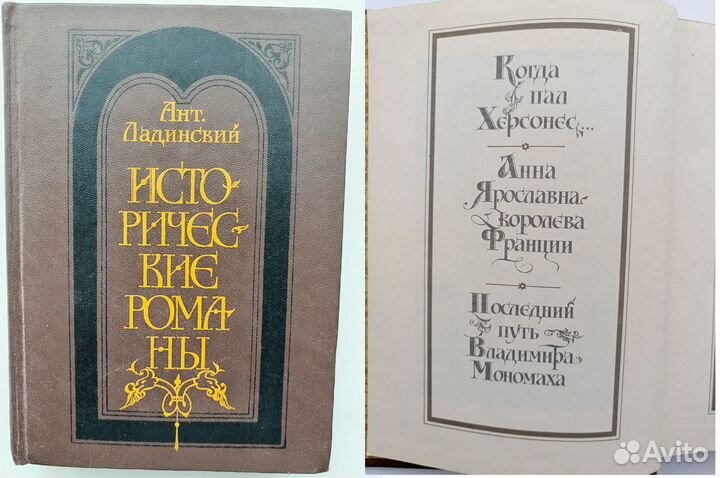 Ант.
Ладинский
ИСТО-
РИЧЕС-
КИЕ
РОМА-
НЫ
Когда
пал
Херсонес...
Анна
Ярославна-
королева
Франции
Последний
путь
Владимира
Мономаха
Avito